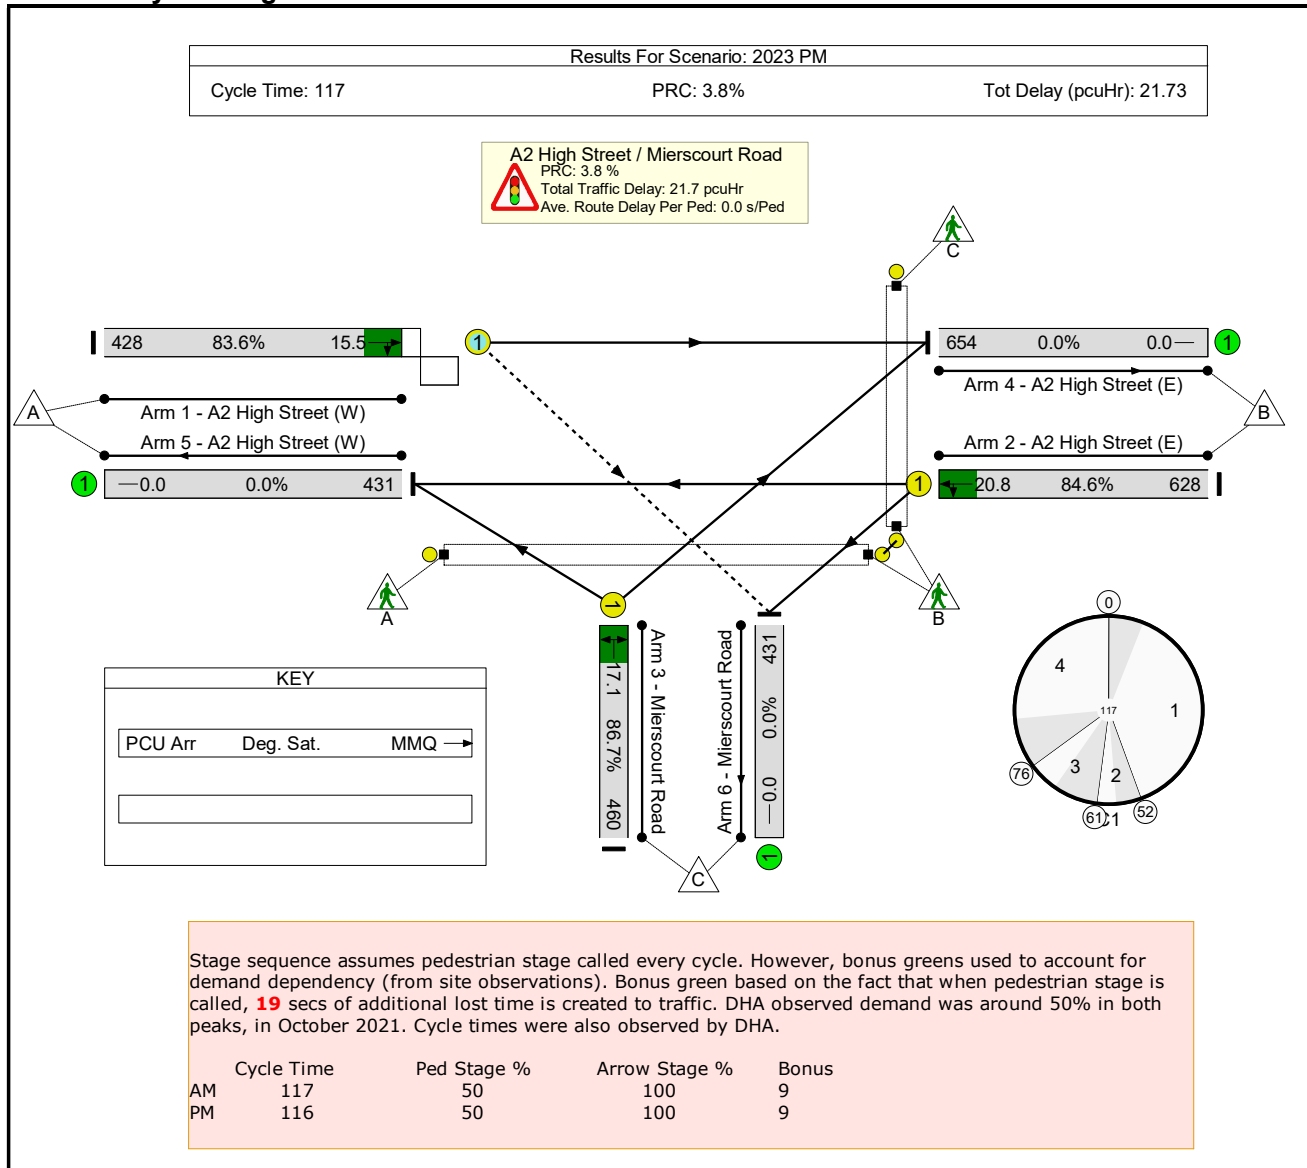 Results For Scenario: 2023 PM
Cycle Time: 117 PRC: 3.8% Tot Delay (pcuHr): 21.73
A2 High Street / Mierscourt Road
PRC: 3.8 %
Total Traffic Delay: 21.7 pcuHr
Ave. Route Delay Per Ped: 0.0 s/Ped
C
428 83.6% 15.5
1
654 0.0% 0.0
1
Arm 4 - A2 High Street (E)
A
Arm 1 - A2 High Street (W)
B
Arm 5 - A2 High Street (W)
Arm 2 - A2 High Street (E)
1
0.0 0.0% 431
1
20.8 84.6% 628
A
B
1
17.1 86.7% 460
Arm 3 - Mierscourt Road
Arm 6 - Mierscourt Road
0.0 0.0% 431
1
C
0
4
1
117
3
2
76
61
52
C1
KEY
PCU Arr Deg. Sat. MMQ
Stage sequence assumes pedestrian stage called every cycle. However, bonus greens used to account for
demand dependency (from site observations). Bonus green based on the fact that when pedestrian stage is
called, 19 secs of additional lost time is created to traffic. DHA observed demand was around 50% in both
peaks, in October 2021. Cycle times were also observed by DHA.
Cycle Time Ped Stage % Arrow Stage % Bonus
AM 117 50 100 9
PM 116 50 100 9